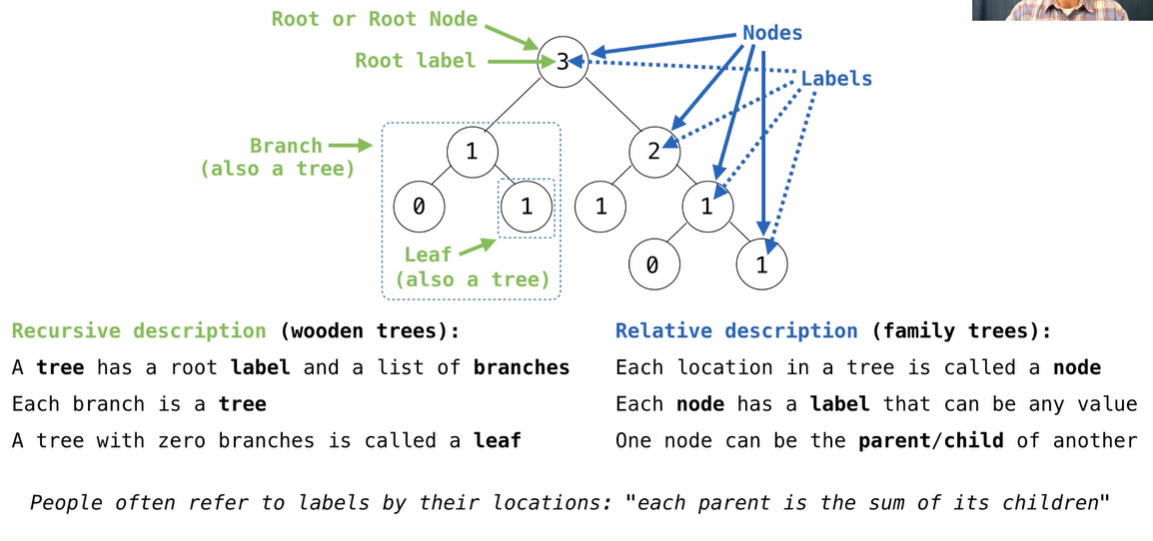 Root or Root Node
Nodes
Root label
3
Labels
Branch
(also a tree)
1
2
0
1
1
1
Leaf
(also a tree)
0
1
Recursive description (wooden trees):
A tree has a root label and a list of branches
Each branch is a tree
A tree with zero branches is called a leaf
Relative description (family trees):
Each location in a tree is called a node
Each node has a label that can be any value
One node can be the parent/child of another
People often refer to labels by their locations: "each parent is the sum of its children"